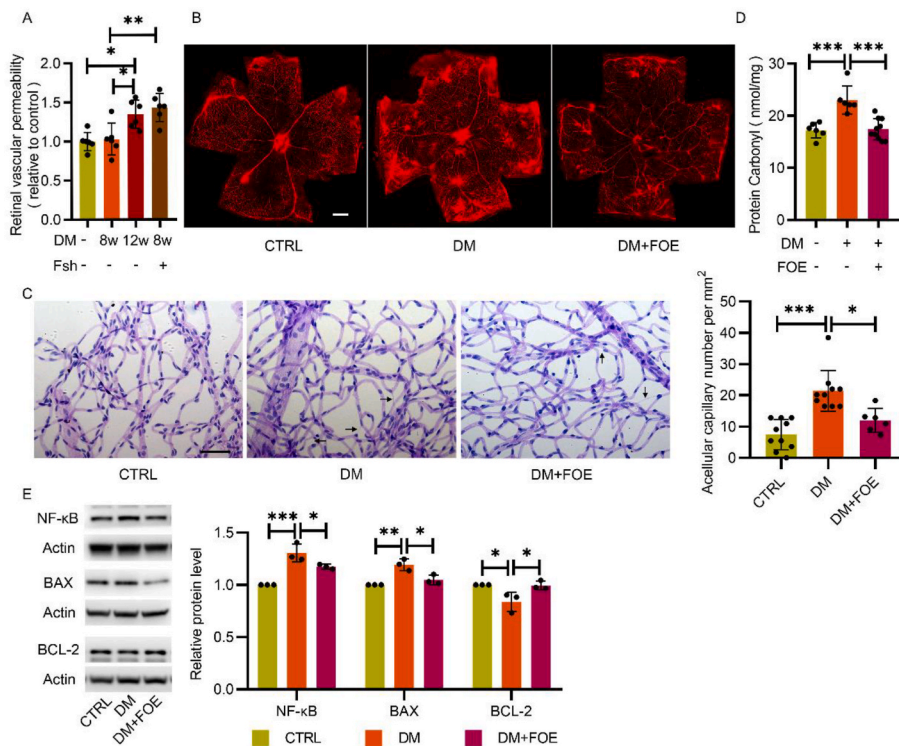 A
Retinal vascular permeability
( relative to control )
2.0
1.5
1.0
0.5
0.0
*
**
*
DM - 8w 12w 8w
Fsh - - - +
B
CTRL DM DM+FOE
D
Protein Carbonyl ( nmol/mg )
30
20
10
0
*** ***
DM - + +
FOE - - +
C
CTRL DM DM+FOE
Acellular capillary number per mm²
50
40
30
20
10
0
*** *
CTRL DM DM+FOE
E
NF-κB
Actin
BAX
Actin
BCL-2
Actin
CTRL DM DM+FOE
Relative protein level
1.5
1.0
0.5
0.0
*** * ** * * *
NF-κB BAX BCL-2
CTRL DM DM+FOE